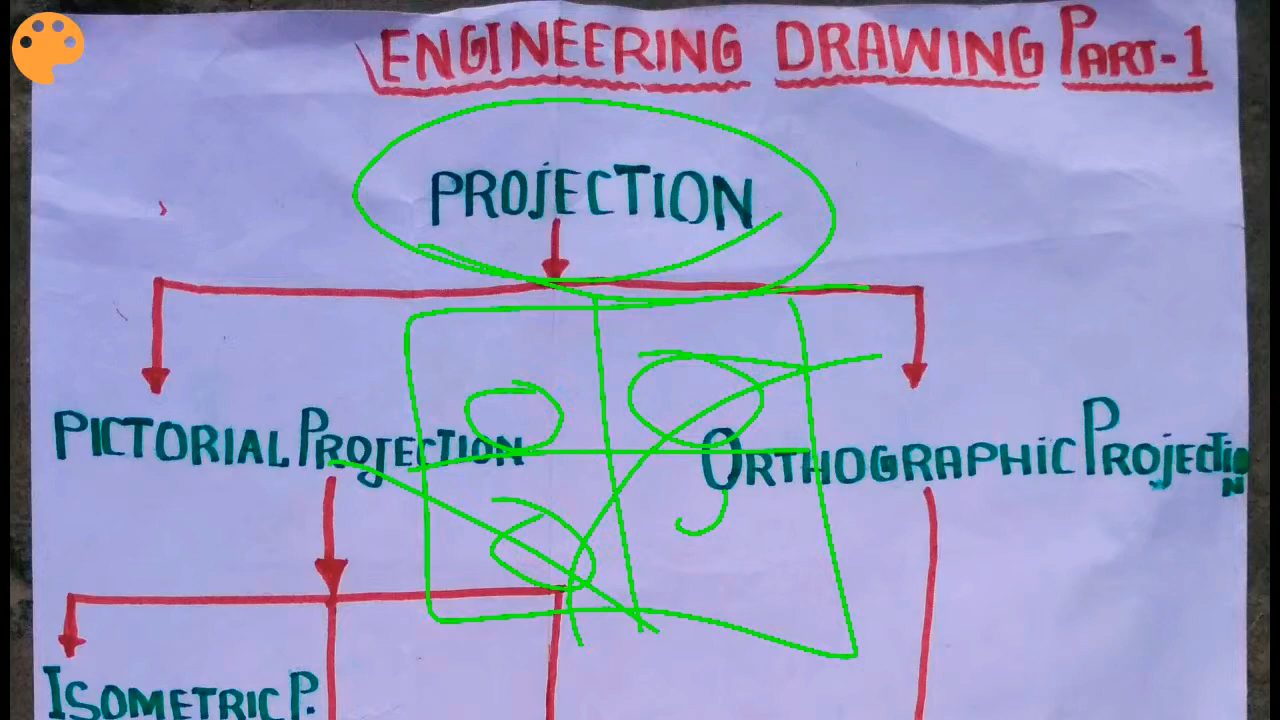 ENGINEERING DRAWING PART-1
PROJECTION
PICTORIAL PROJECTION
ORTHOGRAPHIC PROJECTION
ISOMETRIC P.